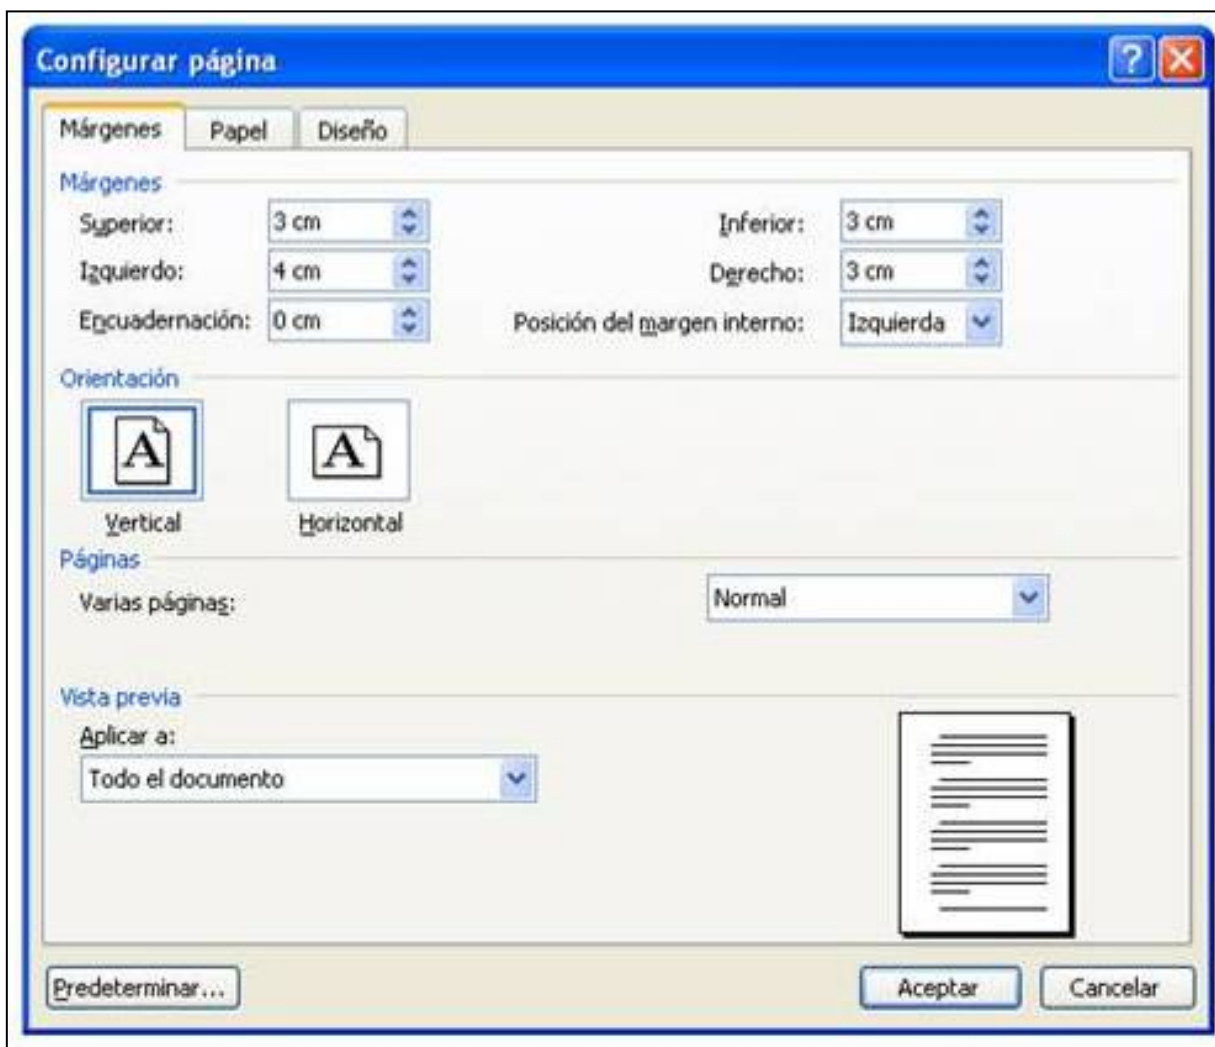 Configurar página
Márgenes Papel Diseño
Márgenes
Superior: 3 cm Inferior: 3 cm
Izquierdo: 4 cm Derecho: 3 cm
Encuadernación: 0 cm Posición del margen interno: Izquierda
Orientación
A A
Vertical Horizontal
Páginas
Varias páginas: Normal
Vista previa
Aplicar a:
Todo el documento
Predeterminar... Aceptar Cancelar